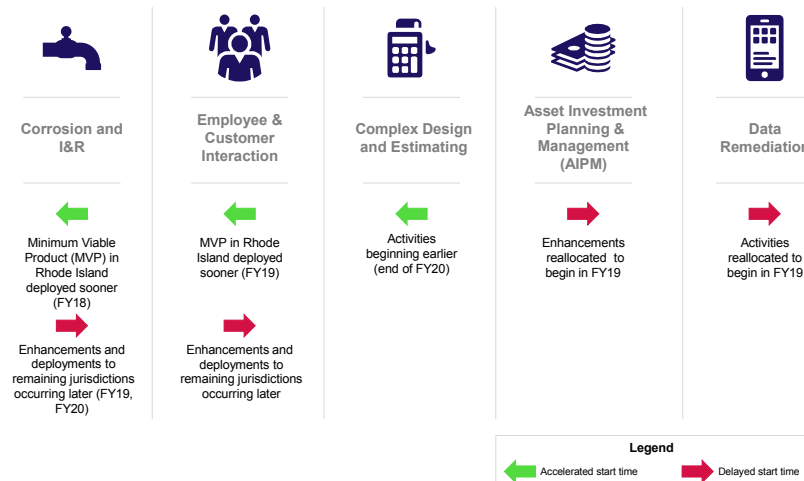 Corrosion and
I&R
Employee &
Customer
Interaction
Complex Design
and Estimating
Asset Investment
Planning &
Management
(AIPM)
Data
Remediation
Minimum Viable
Product (MVP) in
Rhode Island
deployed sooner
(FY18)
MVP in Rhode
Island deployed
sooner (FY19)
Activities
beginning earlier
(end of FY20)
Enhancements
reallocated to
begin in FY19
Activities
reallocated to
begin in FY19
Enhancements and
deployments to
remaining jurisdictions
occurring later (FY19,
FY20)
Enhancements and
deployments to
remaining jurisdictions
occurring later
Legend
Accelerated start time
Delayed start time